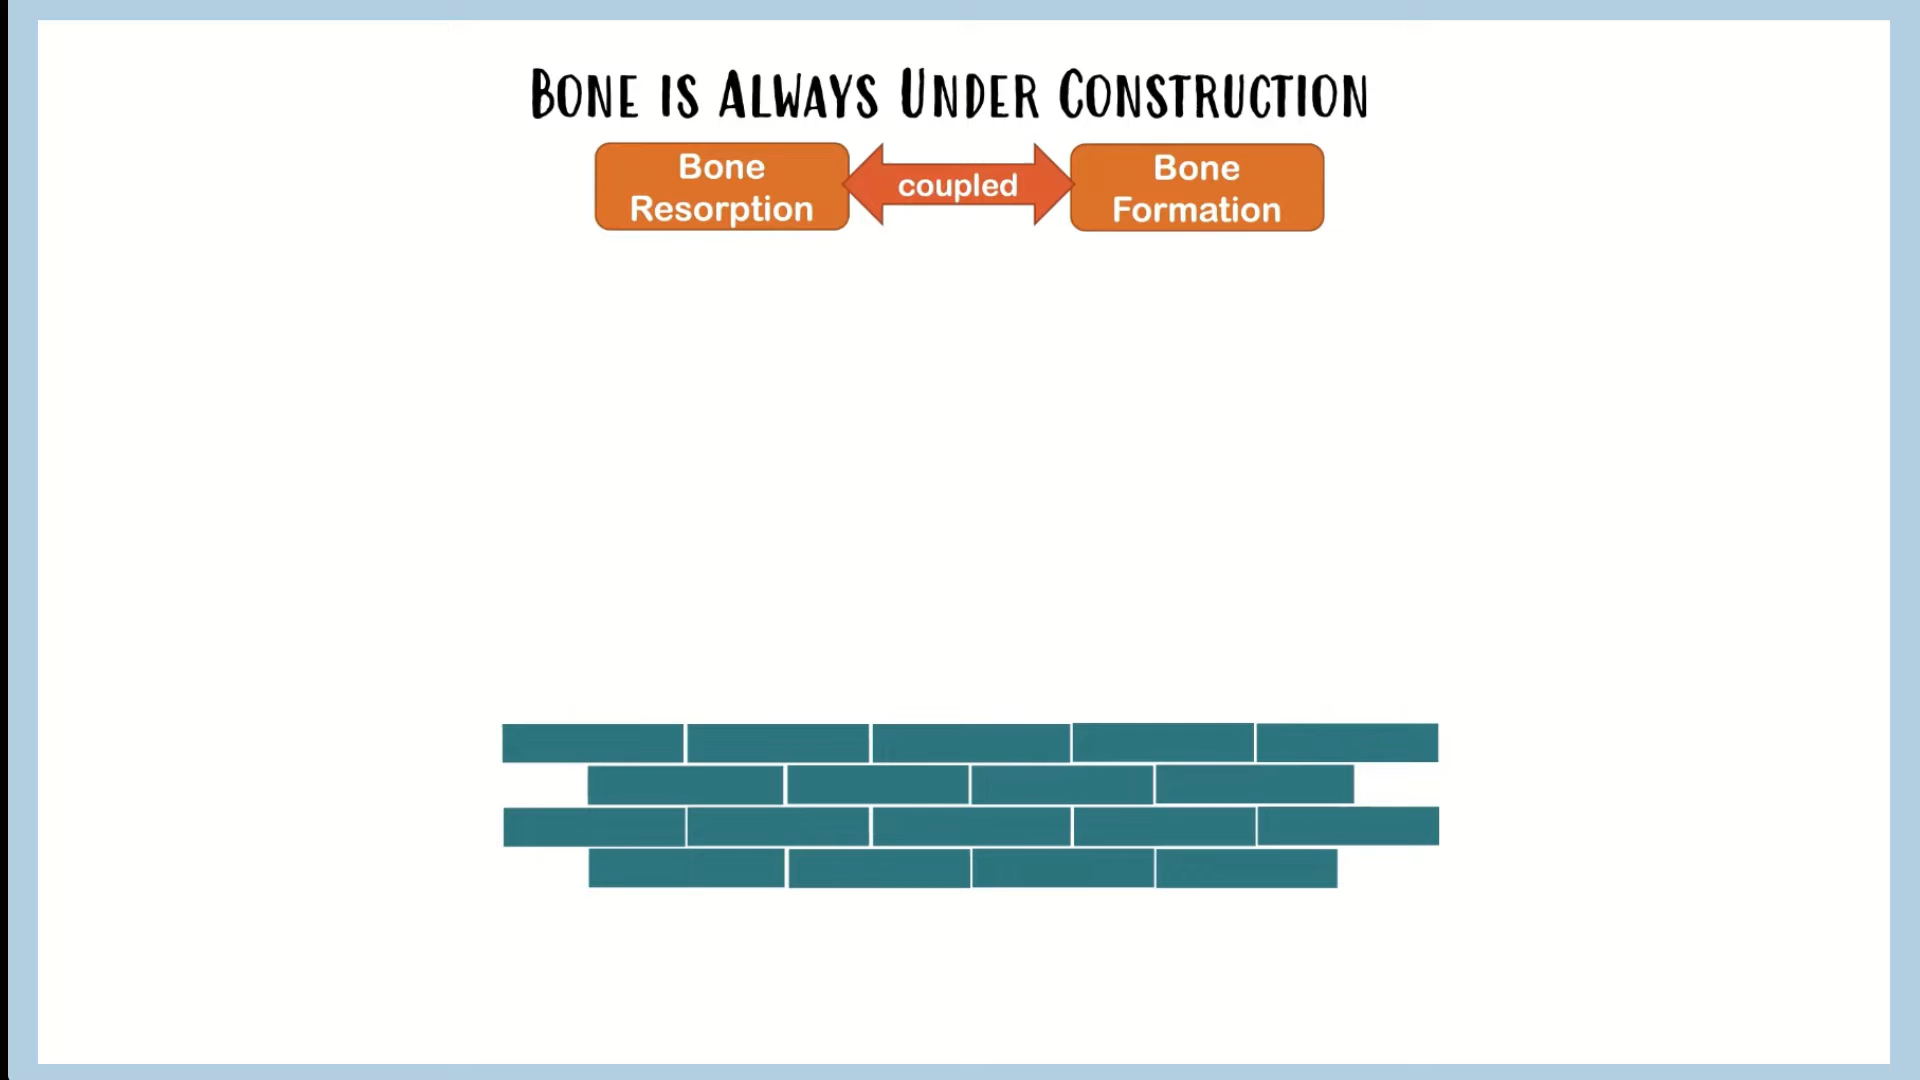 BONE IS ALWAYS UNDER CONSTRUCTION
Bone
Resorption
coupled
Bone
Formation